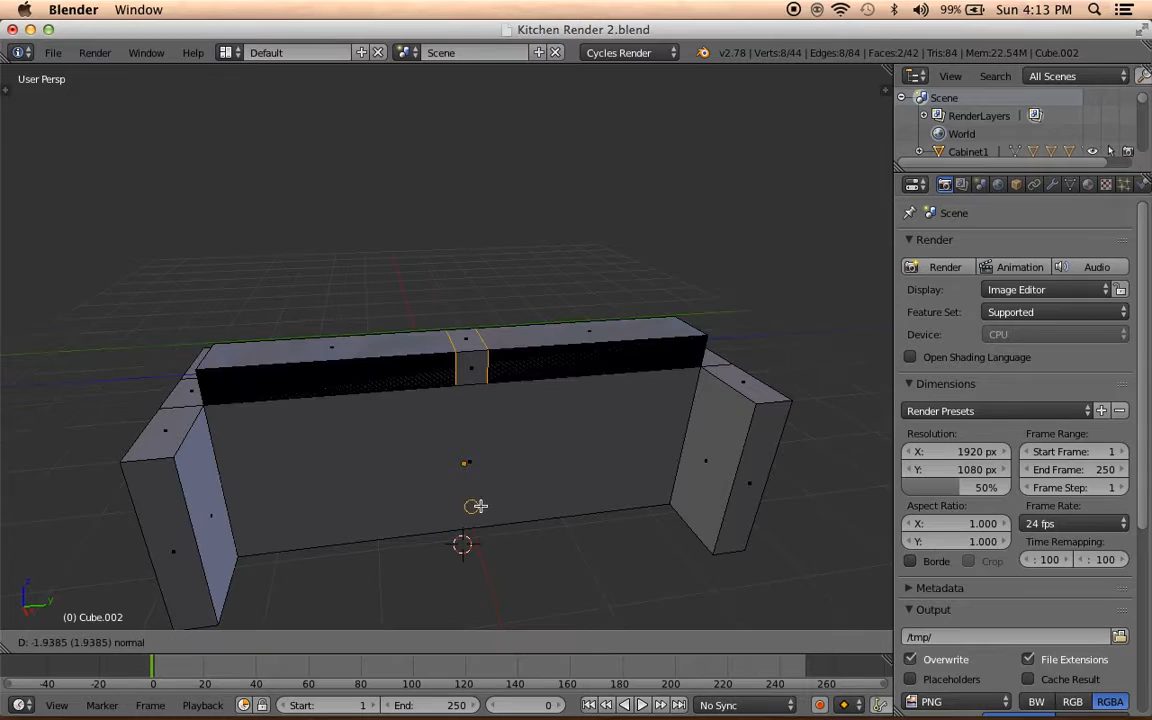 Blender Window 99% Sun 4:13 PM
Kitchen Render 2.blend
File Render Window Help Default Scene Cycles Render v2.78 | Verts:8/44 | Edges:8/84 | Faces:2/42 | Tris:84 | Mem:22.54M | Cube.002
User Persp
View Search All Scenes
Scene
RenderLayers
World
Cabinet1
Scene
Render
Render Animation Audio
Display: Image Editor
Feature Set: Supported
Device: CPU
Open Shading Language
Dimensions
Render Presets
Resolution: Frame Range:
X: 1920 px Start Frame: 1
Y: 1080 px End Frame: 250
50% Frame Step: 1
Aspect Ratio: Frame Rate:
X: 1.000 24 fps
Y: 1.000 Time Remapping:
Borde Crop : 100 : 100
Metadata
Output
/tmp/
Overwrite File Extensions
Placeholders Cache Result
PNG BW RGB RGBA
z
y
(0) Cube.002
D: -1.9385 (1.9385) normal
-40 -20 0 20 40 60 80 100 120 140 160 180 200 220 240 260 280
View Marker Frame Playback Start: 1 End: 250 0 No Sync